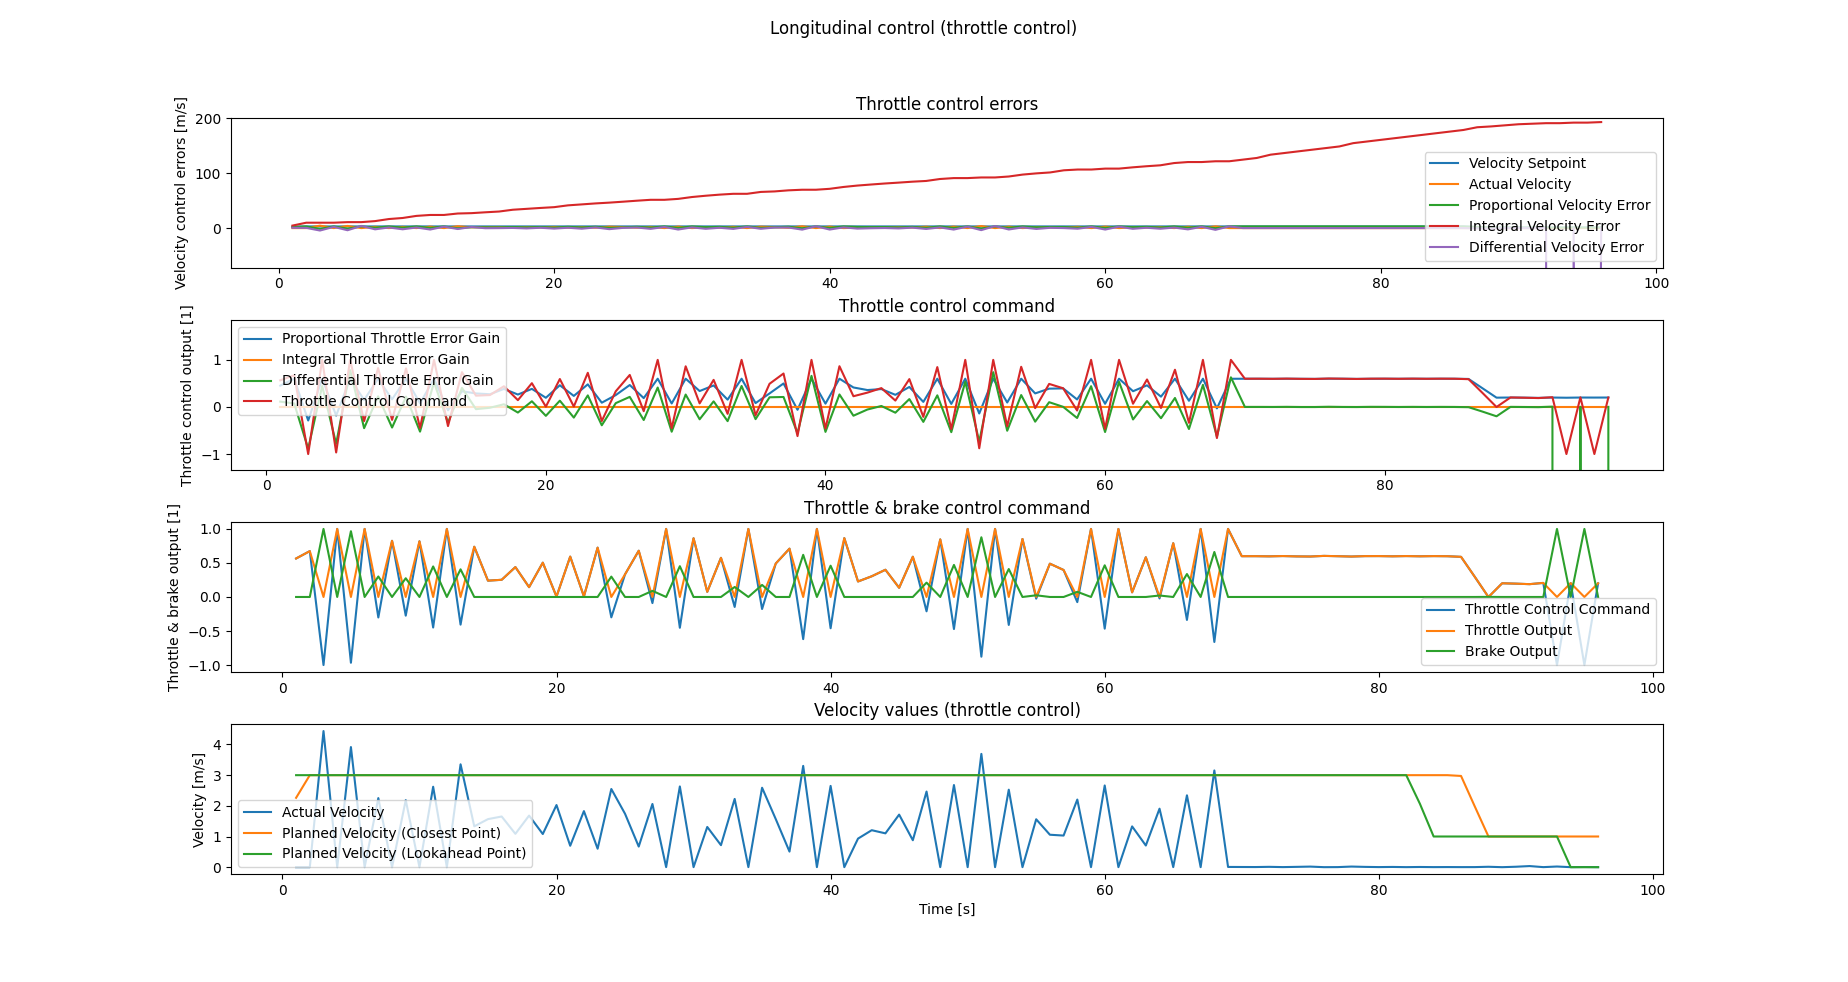 Longitudinal control (throttle control)
Throttle control errors
Velocity control errors [m/s]
200
100
0
Velocity Setpoint
Actual Velocity
Proportional Velocity Error
Integral Velocity Error
Differential Velocity Error
0 20 40 60 80 100
Throttle control command
Throttle control output [1]
1
0
−1
Proportional Throttle Error Gain
Integral Throttle Error Gain
Differential Throttle Error Gain
Throttle Control Command
0 20 40 60 80
Throttle & brake control command
Throttle & brake output [1]
1.0
0.5
0.0
−0.5
−1.0
Throttle Control Command
Throttle Output
Brake Output
0 20 40 60 80 100
Velocity values (throttle control)
Velocity [m/s]
4
3
2
1
0
Actual Velocity
Planned Velocity (Closest Point)
Planned Velocity (Lookahead Point)
0 20 40 60 80 100
Time [s]